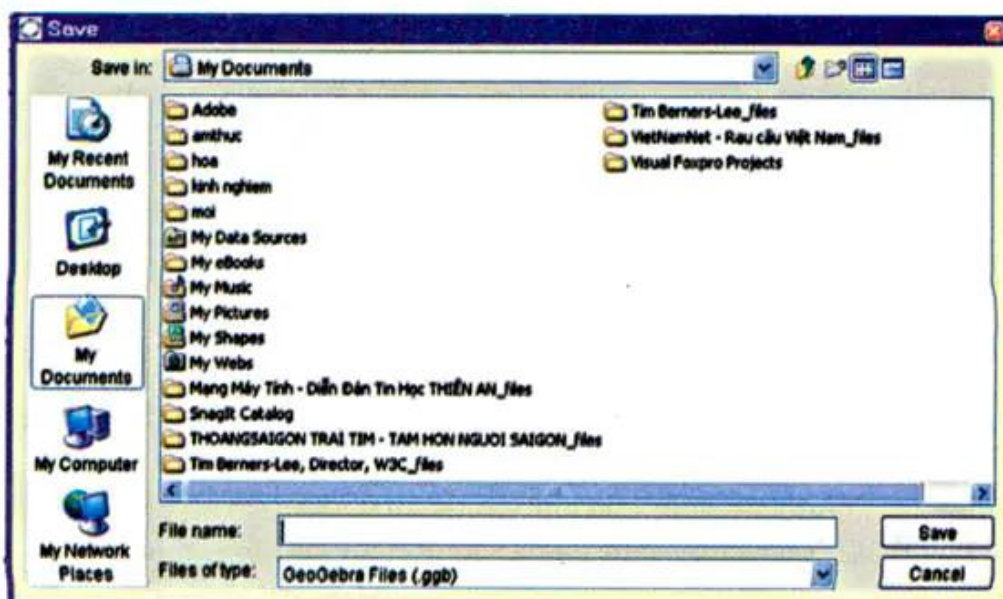 Save
Save in: My Documents
My Recent Documents
Desktop
My Documents
My Computer
My Network Places
Adobe
amthuc
hoa
kinh nghiem
moi
My Data Sources
My eBooks
My Music
My Pictures
My Shapes
My Webs
Mạng Máy Tính - Diễn Đàn Tin Học THIÊN AN_files
SnagIt Catalog
THOANGSAIGON TRAI TIM - TAM HON NGUOI SAIGON_files
Tim Berners-Lee, Director, W3C_files
Tim Berners-Lee_files
VietNamNet - Rau câu Việt Nam_files
Visual Foxpro Projects
File name:
Save
Files of type: GeoGebra Files (.ggb)
Cancel